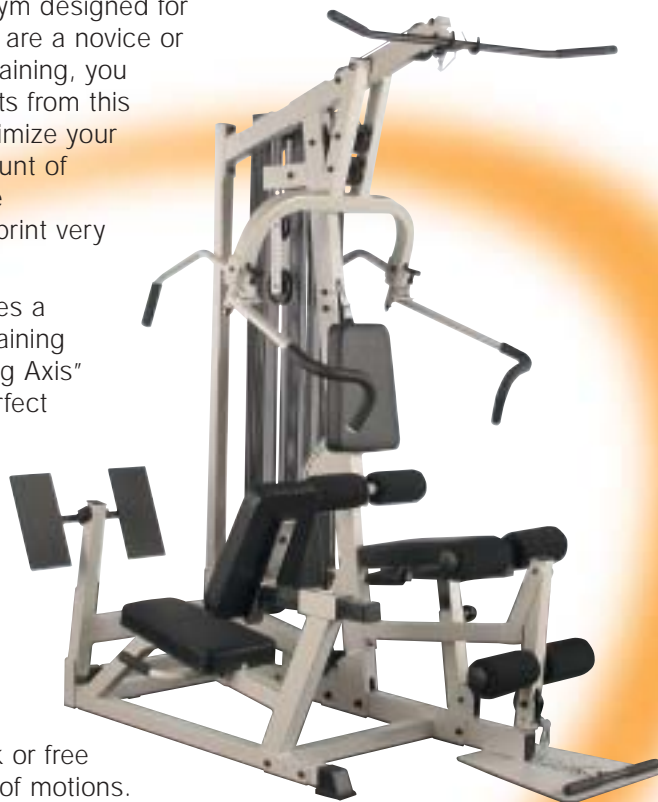 ym designed for
are a novice or
aining, you
ts from this
imize your
unt of
e
print very
es a
aining
g Axis"
rfect
k or free
of motions.